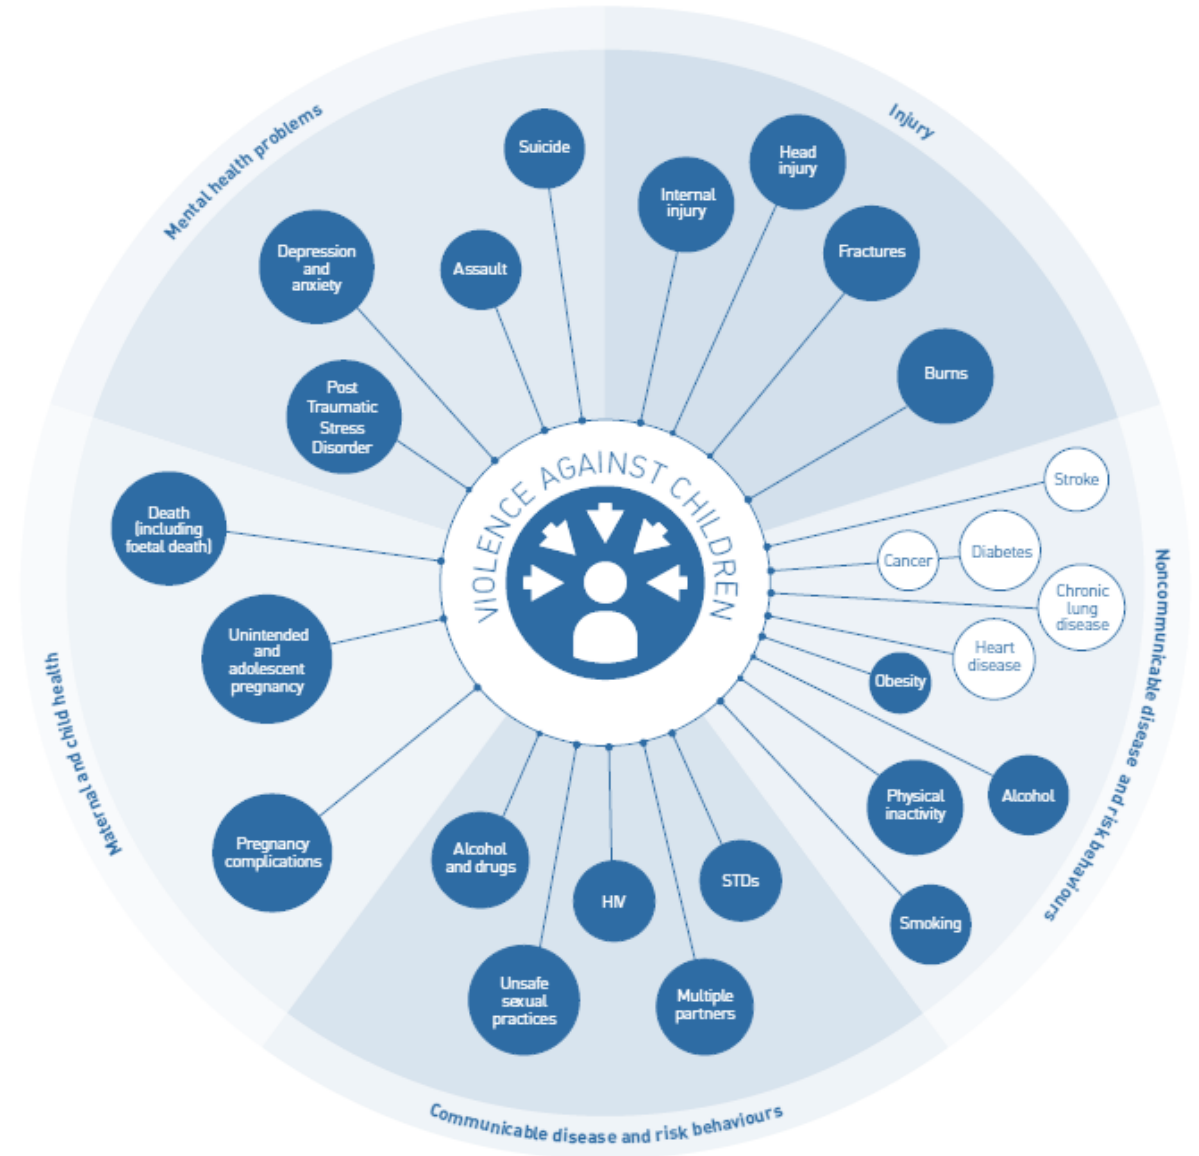 Mental health problems
Suicide
Depression
and
anxiety
Assault
Post
Traumatic
Stress
Disorder
Injury
Internal
injury
Head
injury
Fractures
Burns
VIOLENCE AGAINST CHILDREN
Noncommunicable disease and risk behaviours
Stroke
Cancer
Diabetes
Chronic
lung
disease
Heart
disease
Obesity
Alcohol
Physical
inactivity
Smoking
Communicable disease and risk behaviours
Alcohol
and drugs
Unsafe
sexual
practices
HIV
Multiple
partners
STDs
Maternal and child health
Death
(including
foetal death)
Unintended
and
adolescent
pregnancy
Pregnancy
complications